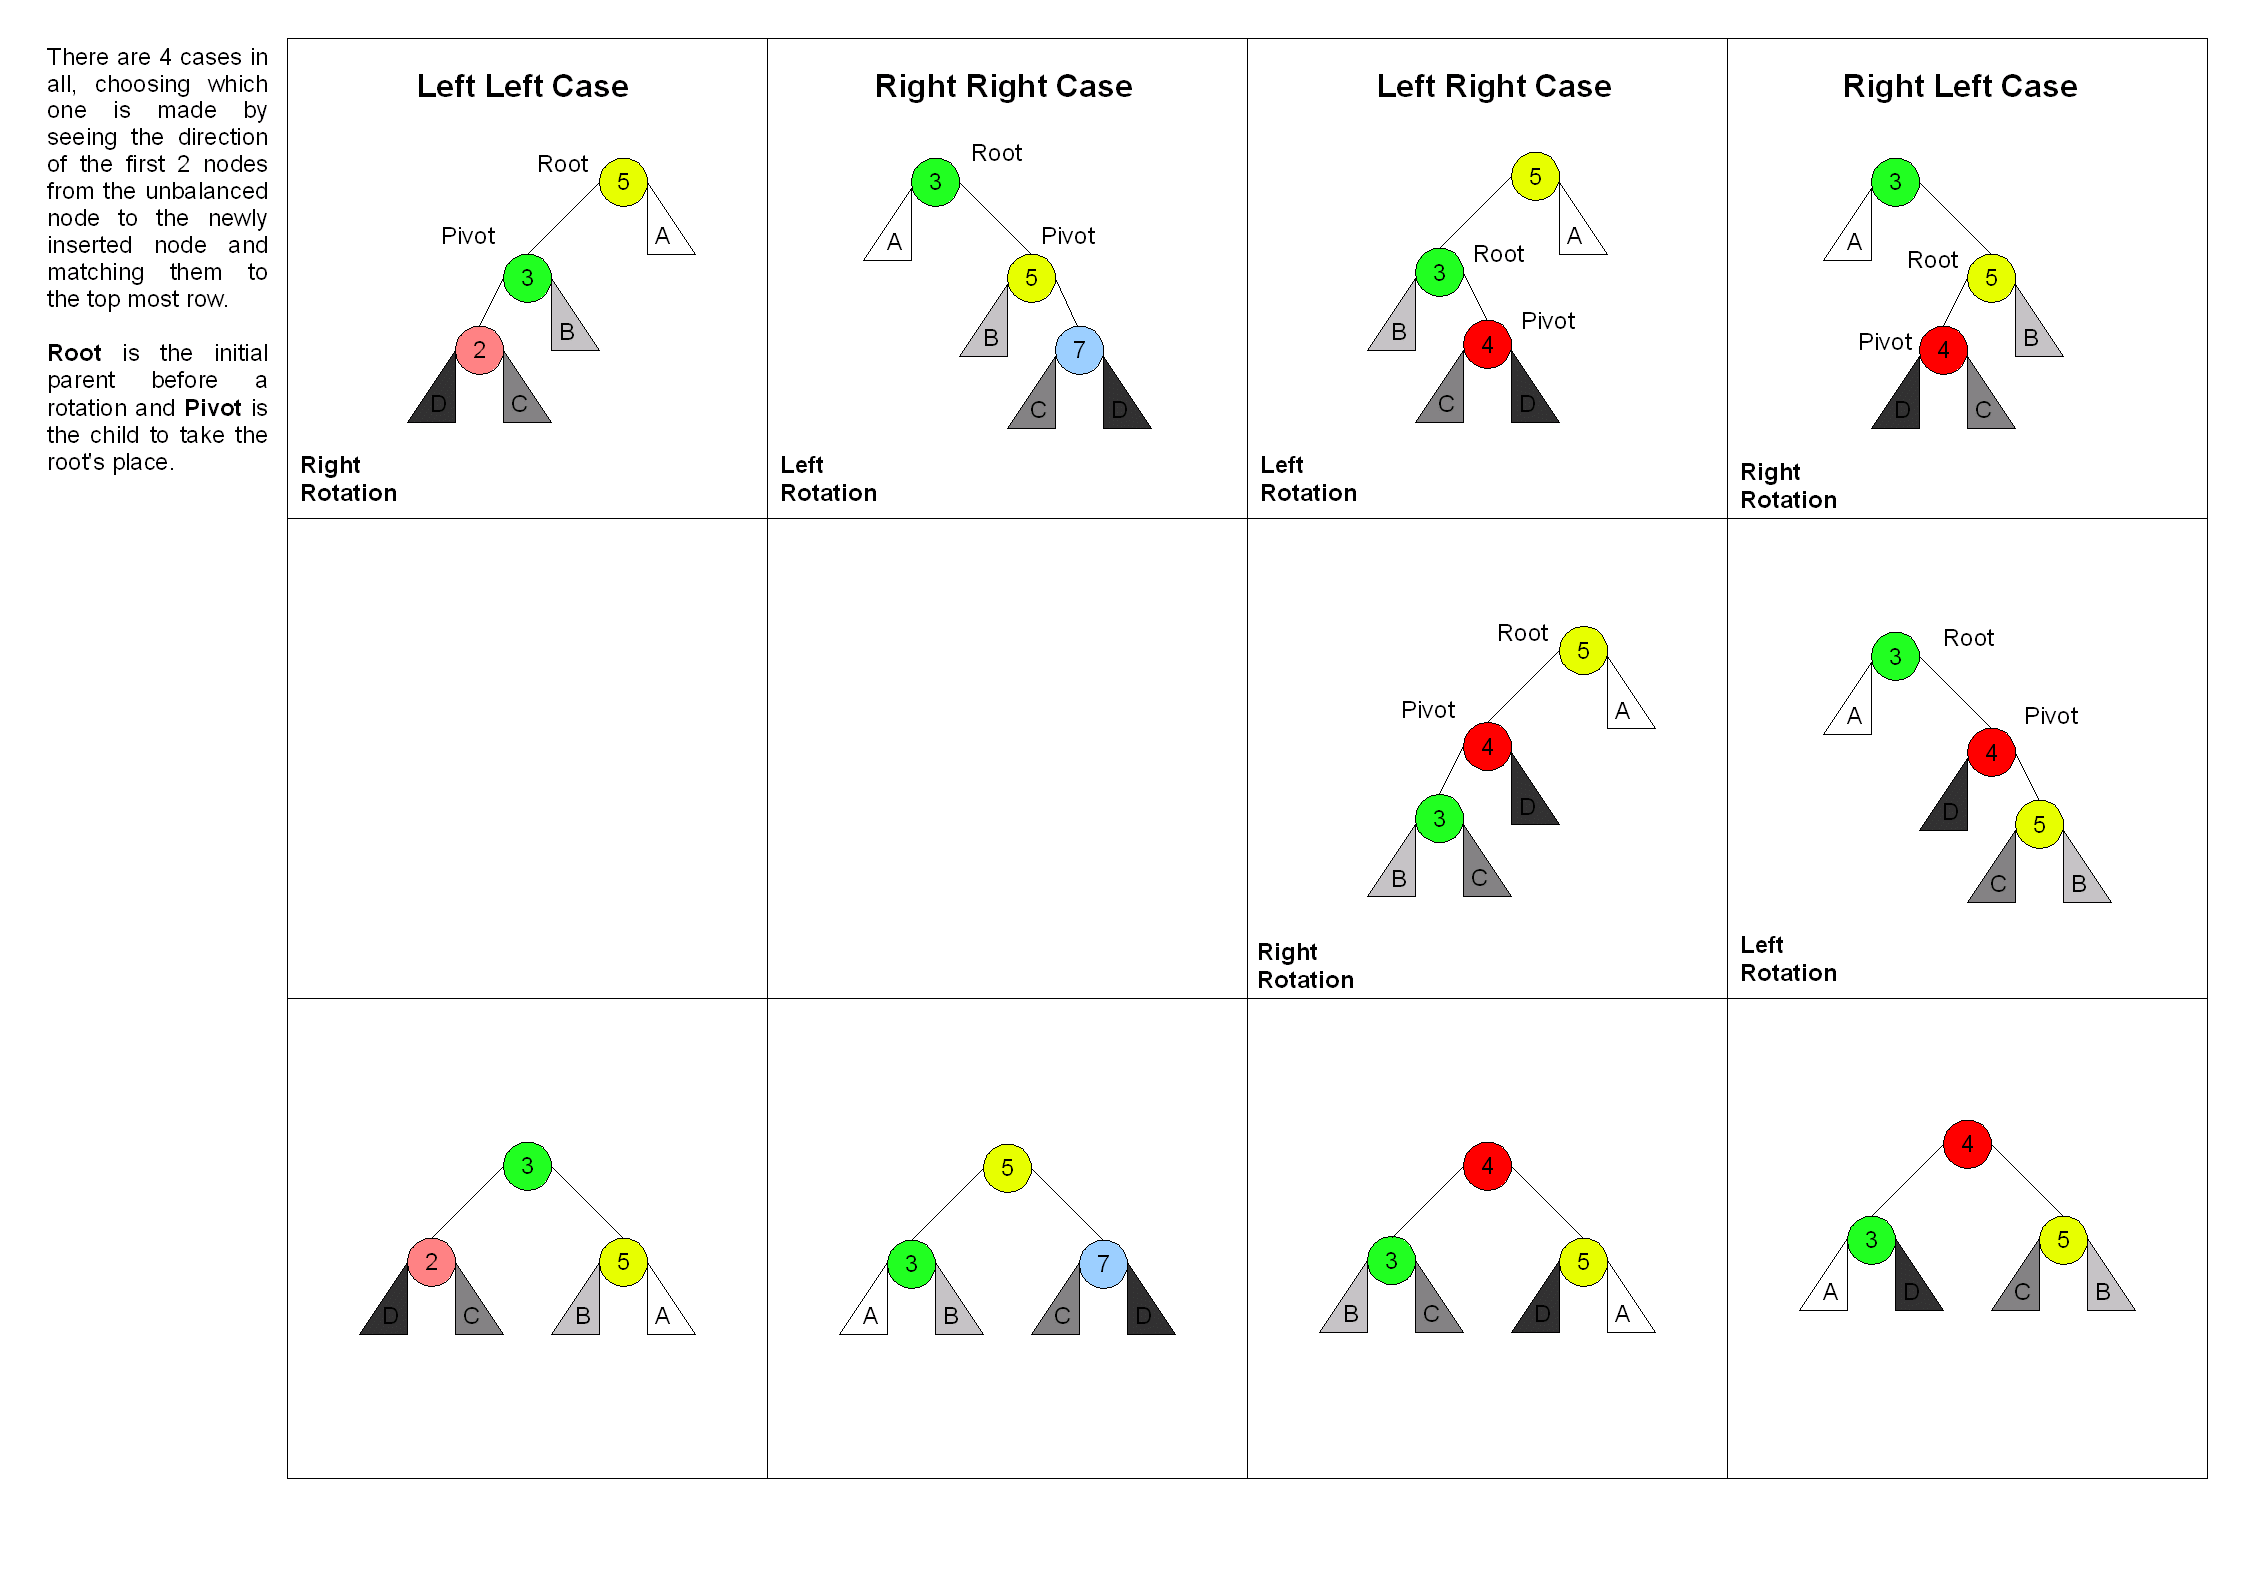 There are 4 cases in
all, choosing which
one is made by
seeing the direction
of the first 2 nodes
from the unbalanced
node to the newly
inserted node and
matching them to
the top most row.
Root is the initial
parent before a
rotation and Pivot is
the child to take the
root's place.
Left Left Case
Root
5
Pivot
A
3
B
2
D
C
Right
Rotation
Right Right Case
Root
3
Pivot
A
5
B
7
C
D
Left
Rotation
Left Right Case
5
A
Root
3
Pivot
B
4
C
D
Left
Rotation
Right Left Case
3
A
Root
5
Pivot
B
4
D
C
Right
Rotation
Root
5
Pivot
A
4
D
3
B
C
Right
Rotation
Root
3
Pivot
A
4
D
5
C
B
Left
Rotation
3
2
5
D
C
B
A
5
3
7
A
B
C
D
4
3
5
B
C
D
A
4
3
5
A
D
C
B